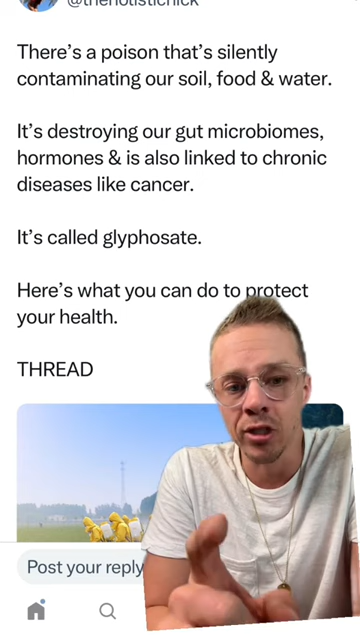 There's a poison that's silently
contaminating our soil, food & water.
It's destroying our gut microbiomes,
hormones & is also linked to chronic
diseases like cancer.
It's called glyphosate.
Here's what you can do to protect
your health.
THREAD
Post your reply